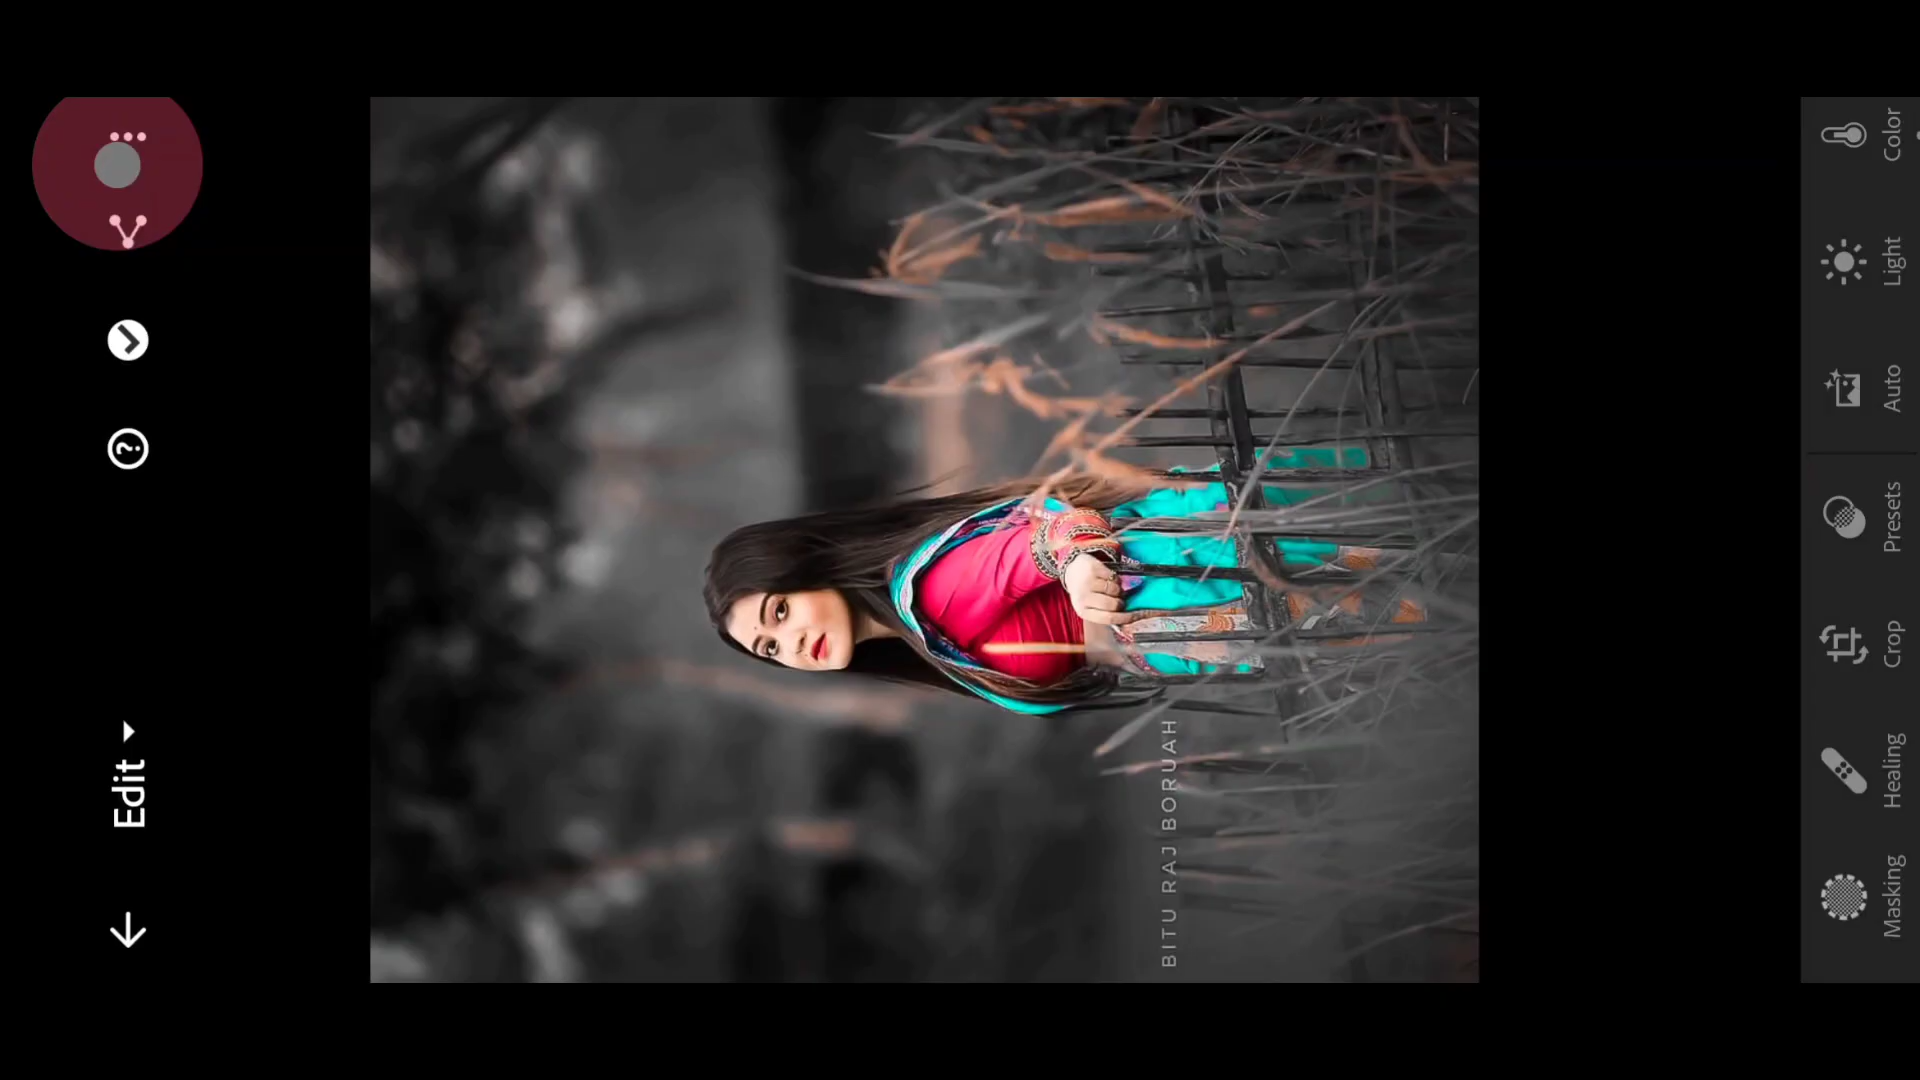 Edit
BITU RAJ BORUAH
Masking
Healing
Crop
Presets
Auto
Light
Color